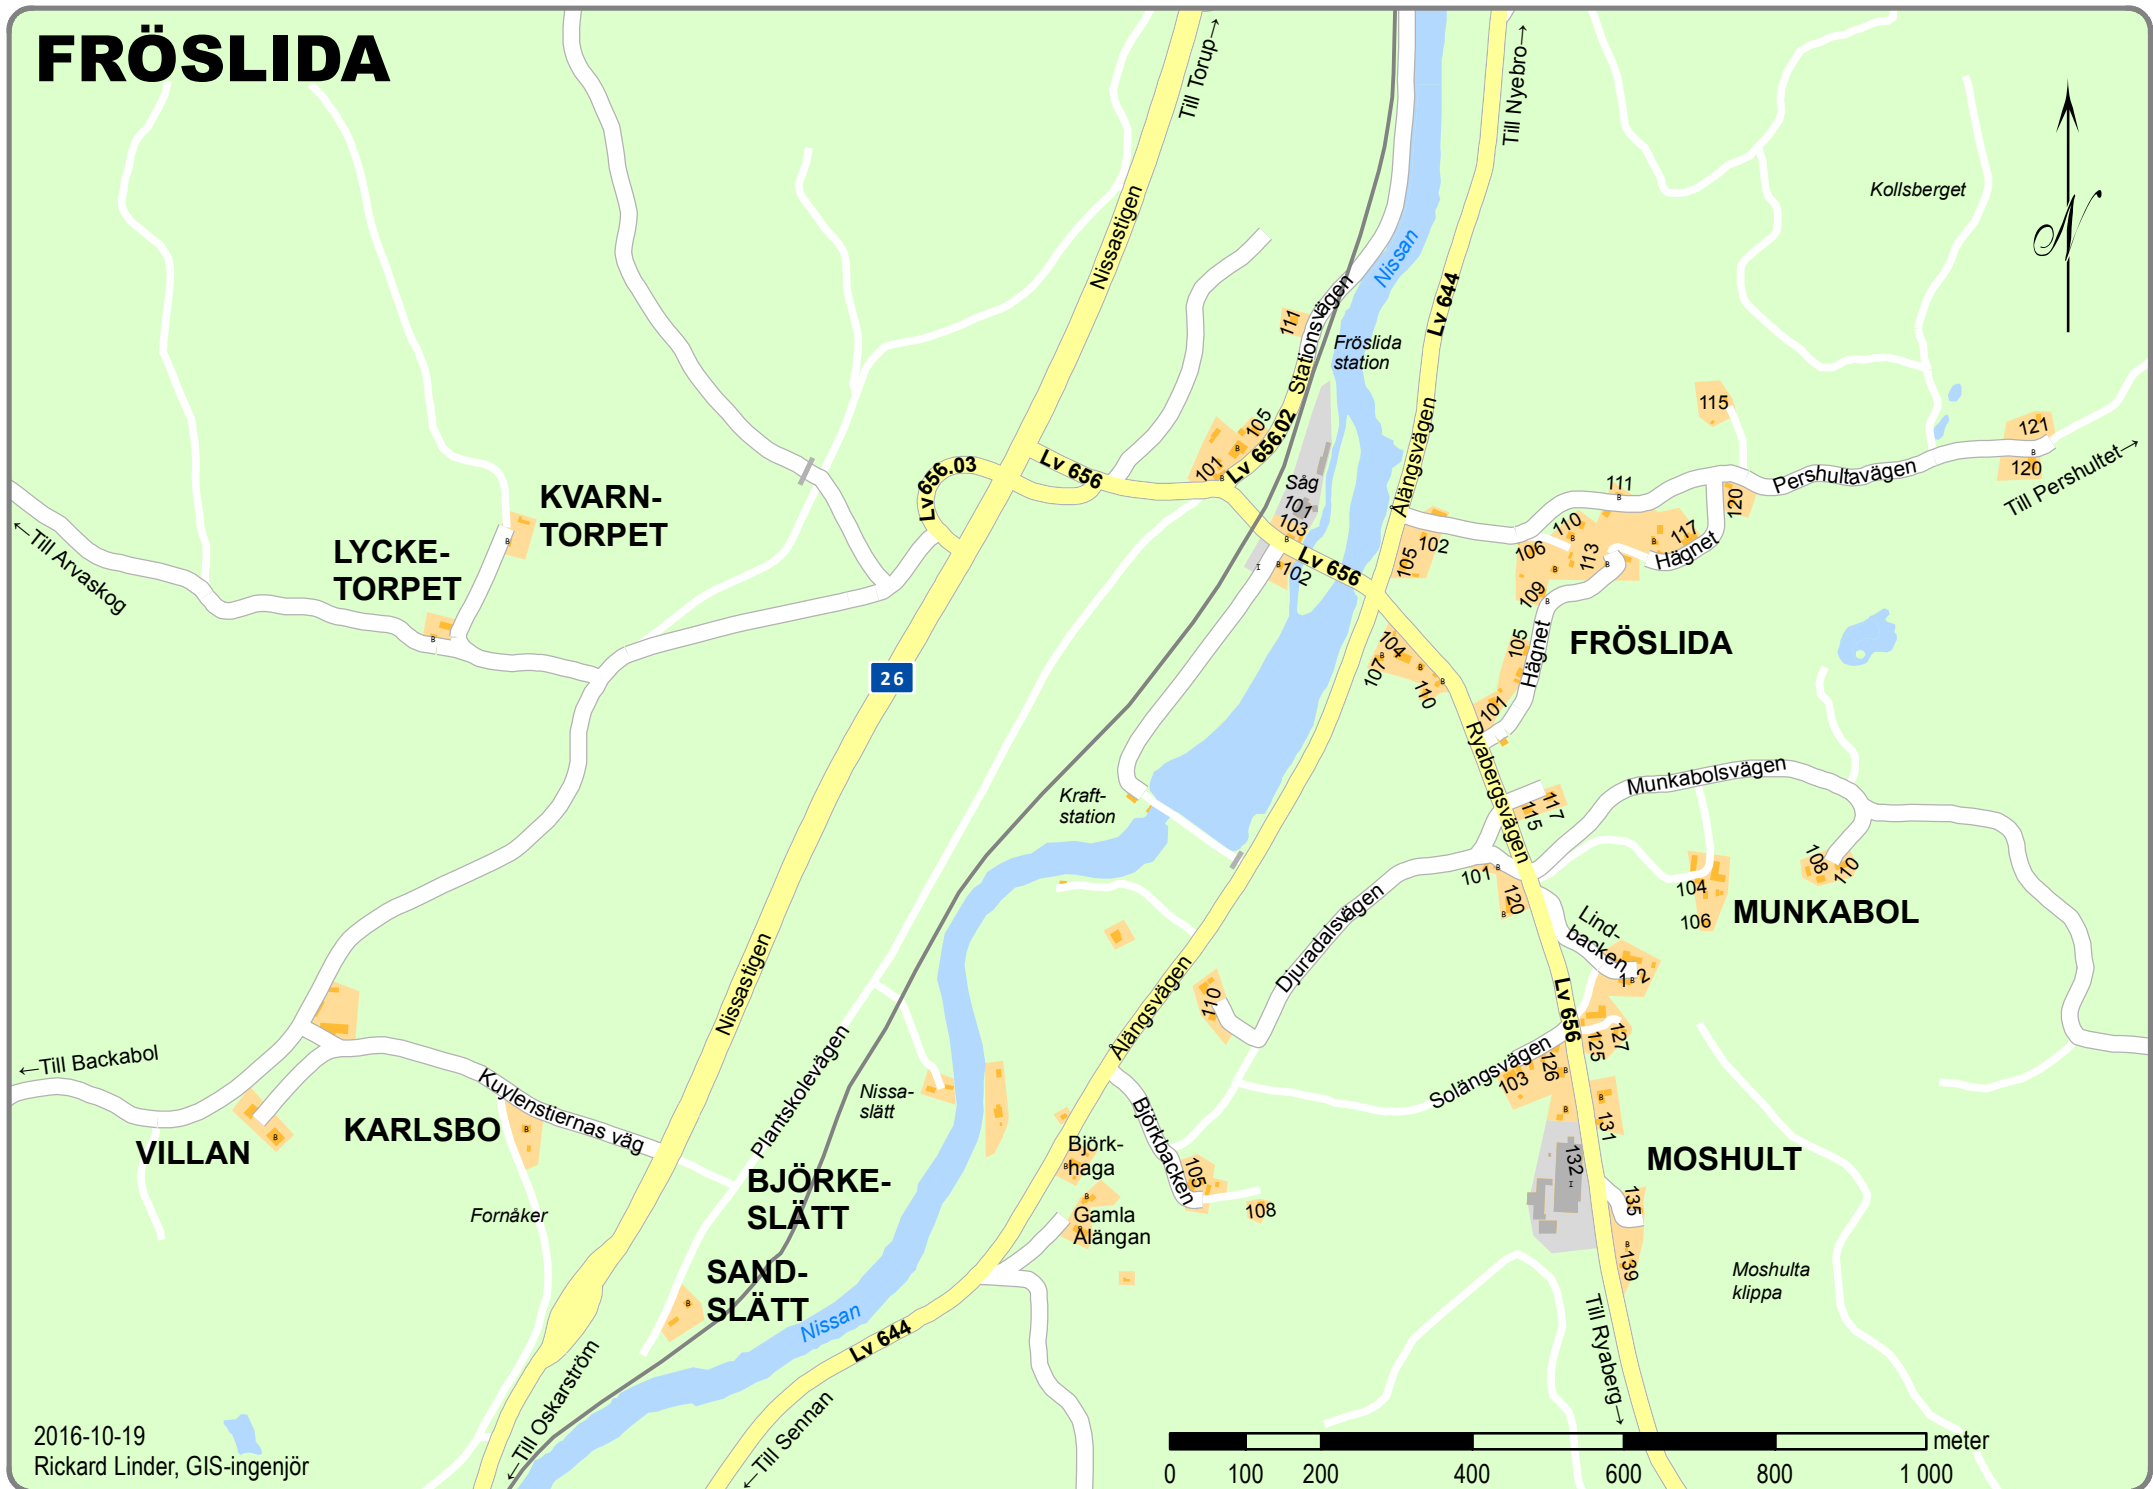 FRÖSLIDA
Till Torup→
Till Nyebro→
Kollsberget
N
Nissastigen
Nissan
Lv 644
111
Stationsvägen
Fröslida
station
105
Lv 656.02
101
Lv 656
Lv 656.03
Ålängsvägen
115
121
120
Till Pershultet→
Pershultavägen
111
120
110
117
106
113
Hägnet
109
105
Hägnet
101
FRÖSLIDA
KVARN-
TORPET
LYCKE-
TORPET
←Till Arvaskog
Såg
101
103
102
Lv 656
105
102
104
107
110
26
Ryabergsvägen
Munkabolsvägen
117
115
Kraft-
station
101
120
104
106
108
110
MUNKABOL
Djuradalsvägen
Lind-
backen
1
2
110
Ålängsvägen
Nissastigen
Lv 656
127
125
126
Solängsvägen
103
131
←Till Backabol
Kuylenstiernas väg
Plantskolevägen
Nissa-
slätt
KARLSBO
VILLAN
Björkbacken
Björk-
haga
105
108
132
MOSHULT
135
139
BJÖRKE-
SLÄTT
Gamla
Ålängan
Fornåker
SAND-
SLÄTT
Moshulta
klippa
Nissan
Lv 644
Till Ryaberg→
←Till Oskarström
←Till Sennan
2016-10-19
Rickard Linder, GIS-ingenjör
meter
0 100 200 400 600 800 1 000